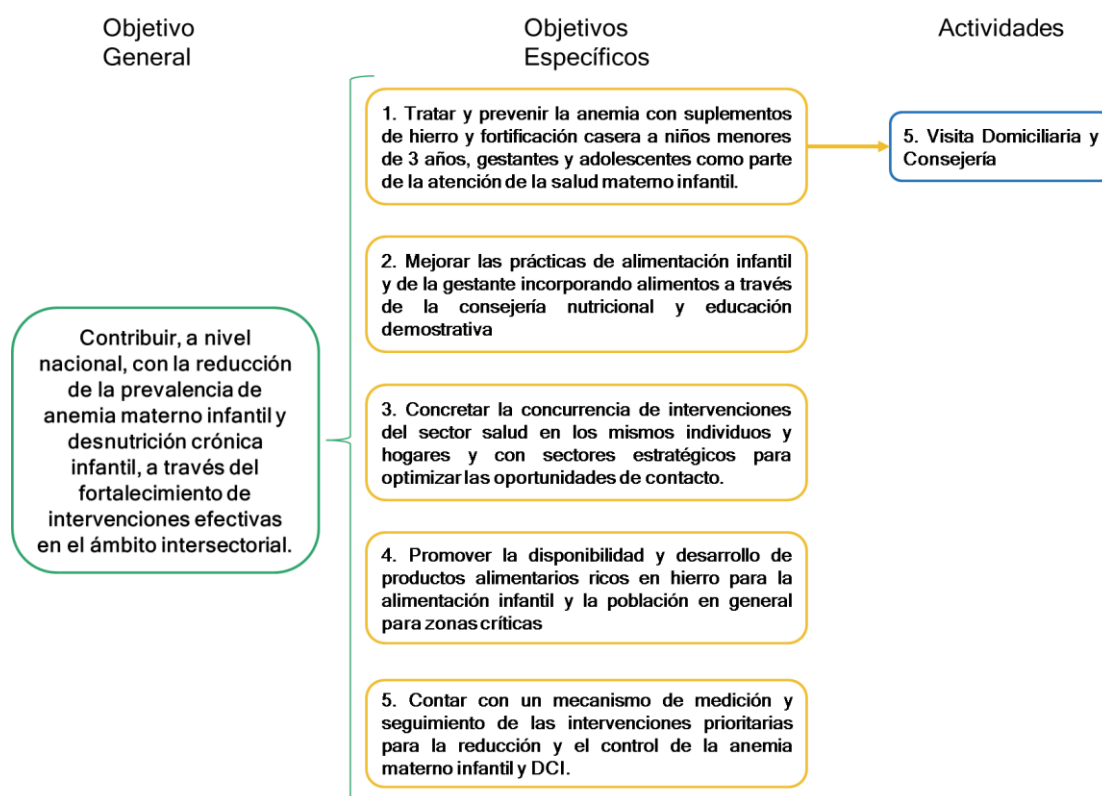 Objetivo
General
Objetivos
Específicos
Actividades
Contribuir, a nivel
nacional, con la reducción
de la prevalencia de
anemia materno infantil y
desnutrición crónica
infantil, a través del
fortalecimiento de
intervenciones efectivas
en el ámbito intersectorial.
1. Tratar y prevenir la anemia con suplementos
de hierro y fortificación casera a niños menores
de 3 años, gestantes y adolescentes como parte
de la atención de la salud materno infantil.
5. Visita Domiciliaria y
Consejería
2. Mejorar las prácticas de alimentación infantil
y de la gestante incorporando alimentos a través
de la consejería nutricional y educación
demostrativa
3. Concretar la concurrencia de intervenciones
del sector salud en los mismos individuos y
hogares y con sectores estratégicos para
optimizar las oportunidades de contacto.
4. Promover la disponibilidad y desarrollo de
productos alimentarios ricos en hierro para la
alimentación infantil y la población en general
para zonas críticas
5. Contar con un mecanismo de medición y
seguimiento de las intervenciones prioritarias
para la reducción y el control de la anemia
materno infantil y DCI.